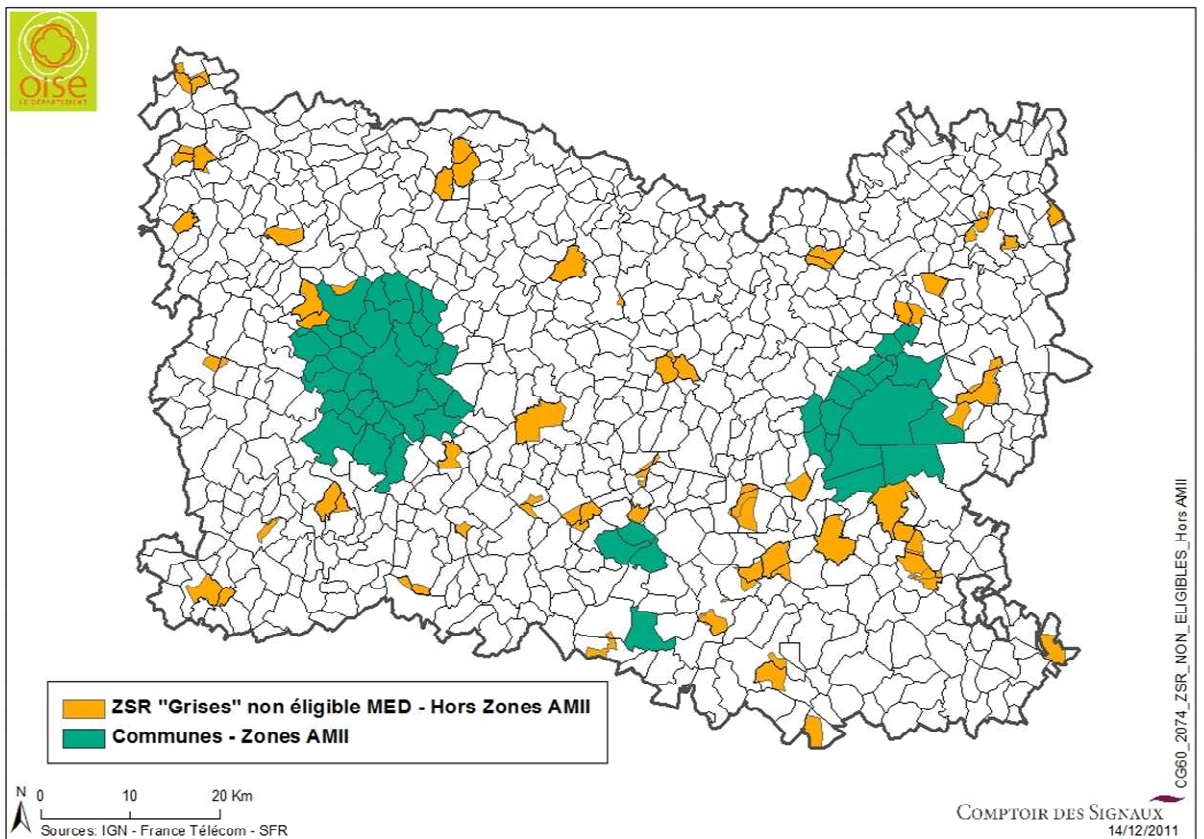 oise
LE DÉPARTEMENT
ZSR "Grises" non éligible MED - Hors Zones AMII
Communes - Zones AMII
N 0 10 20 Km
Sources: IGN - France Télécom - SFR
CG60_2074_ZSR_NON_ELIGIBLES_Hors AMII
COMPTOIR DES SIGNAUX
14/12/2011